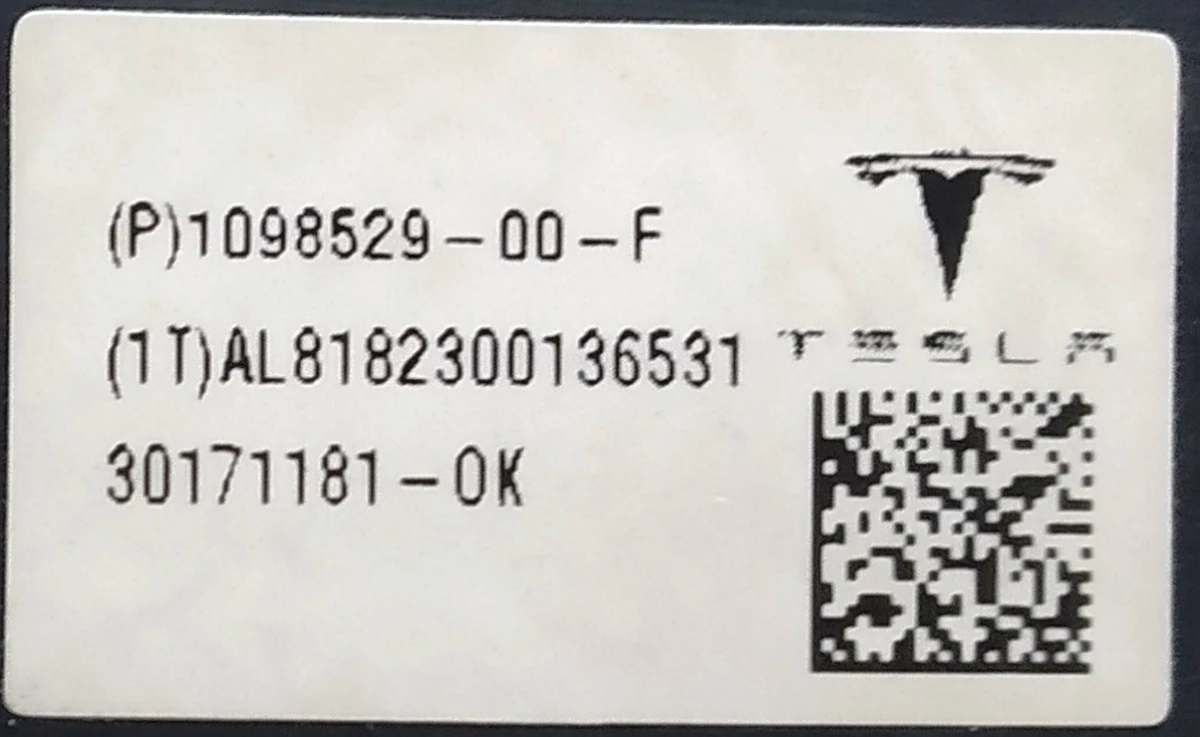 (P)1098529-00-F
(1T)AL8182300136531
TESLA
30171181-0K